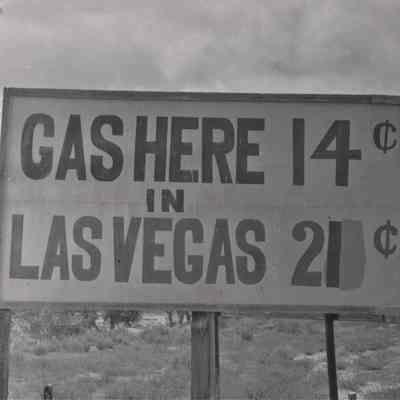 GAS HERE 14¢
IN
LAS VEGAS 21¢